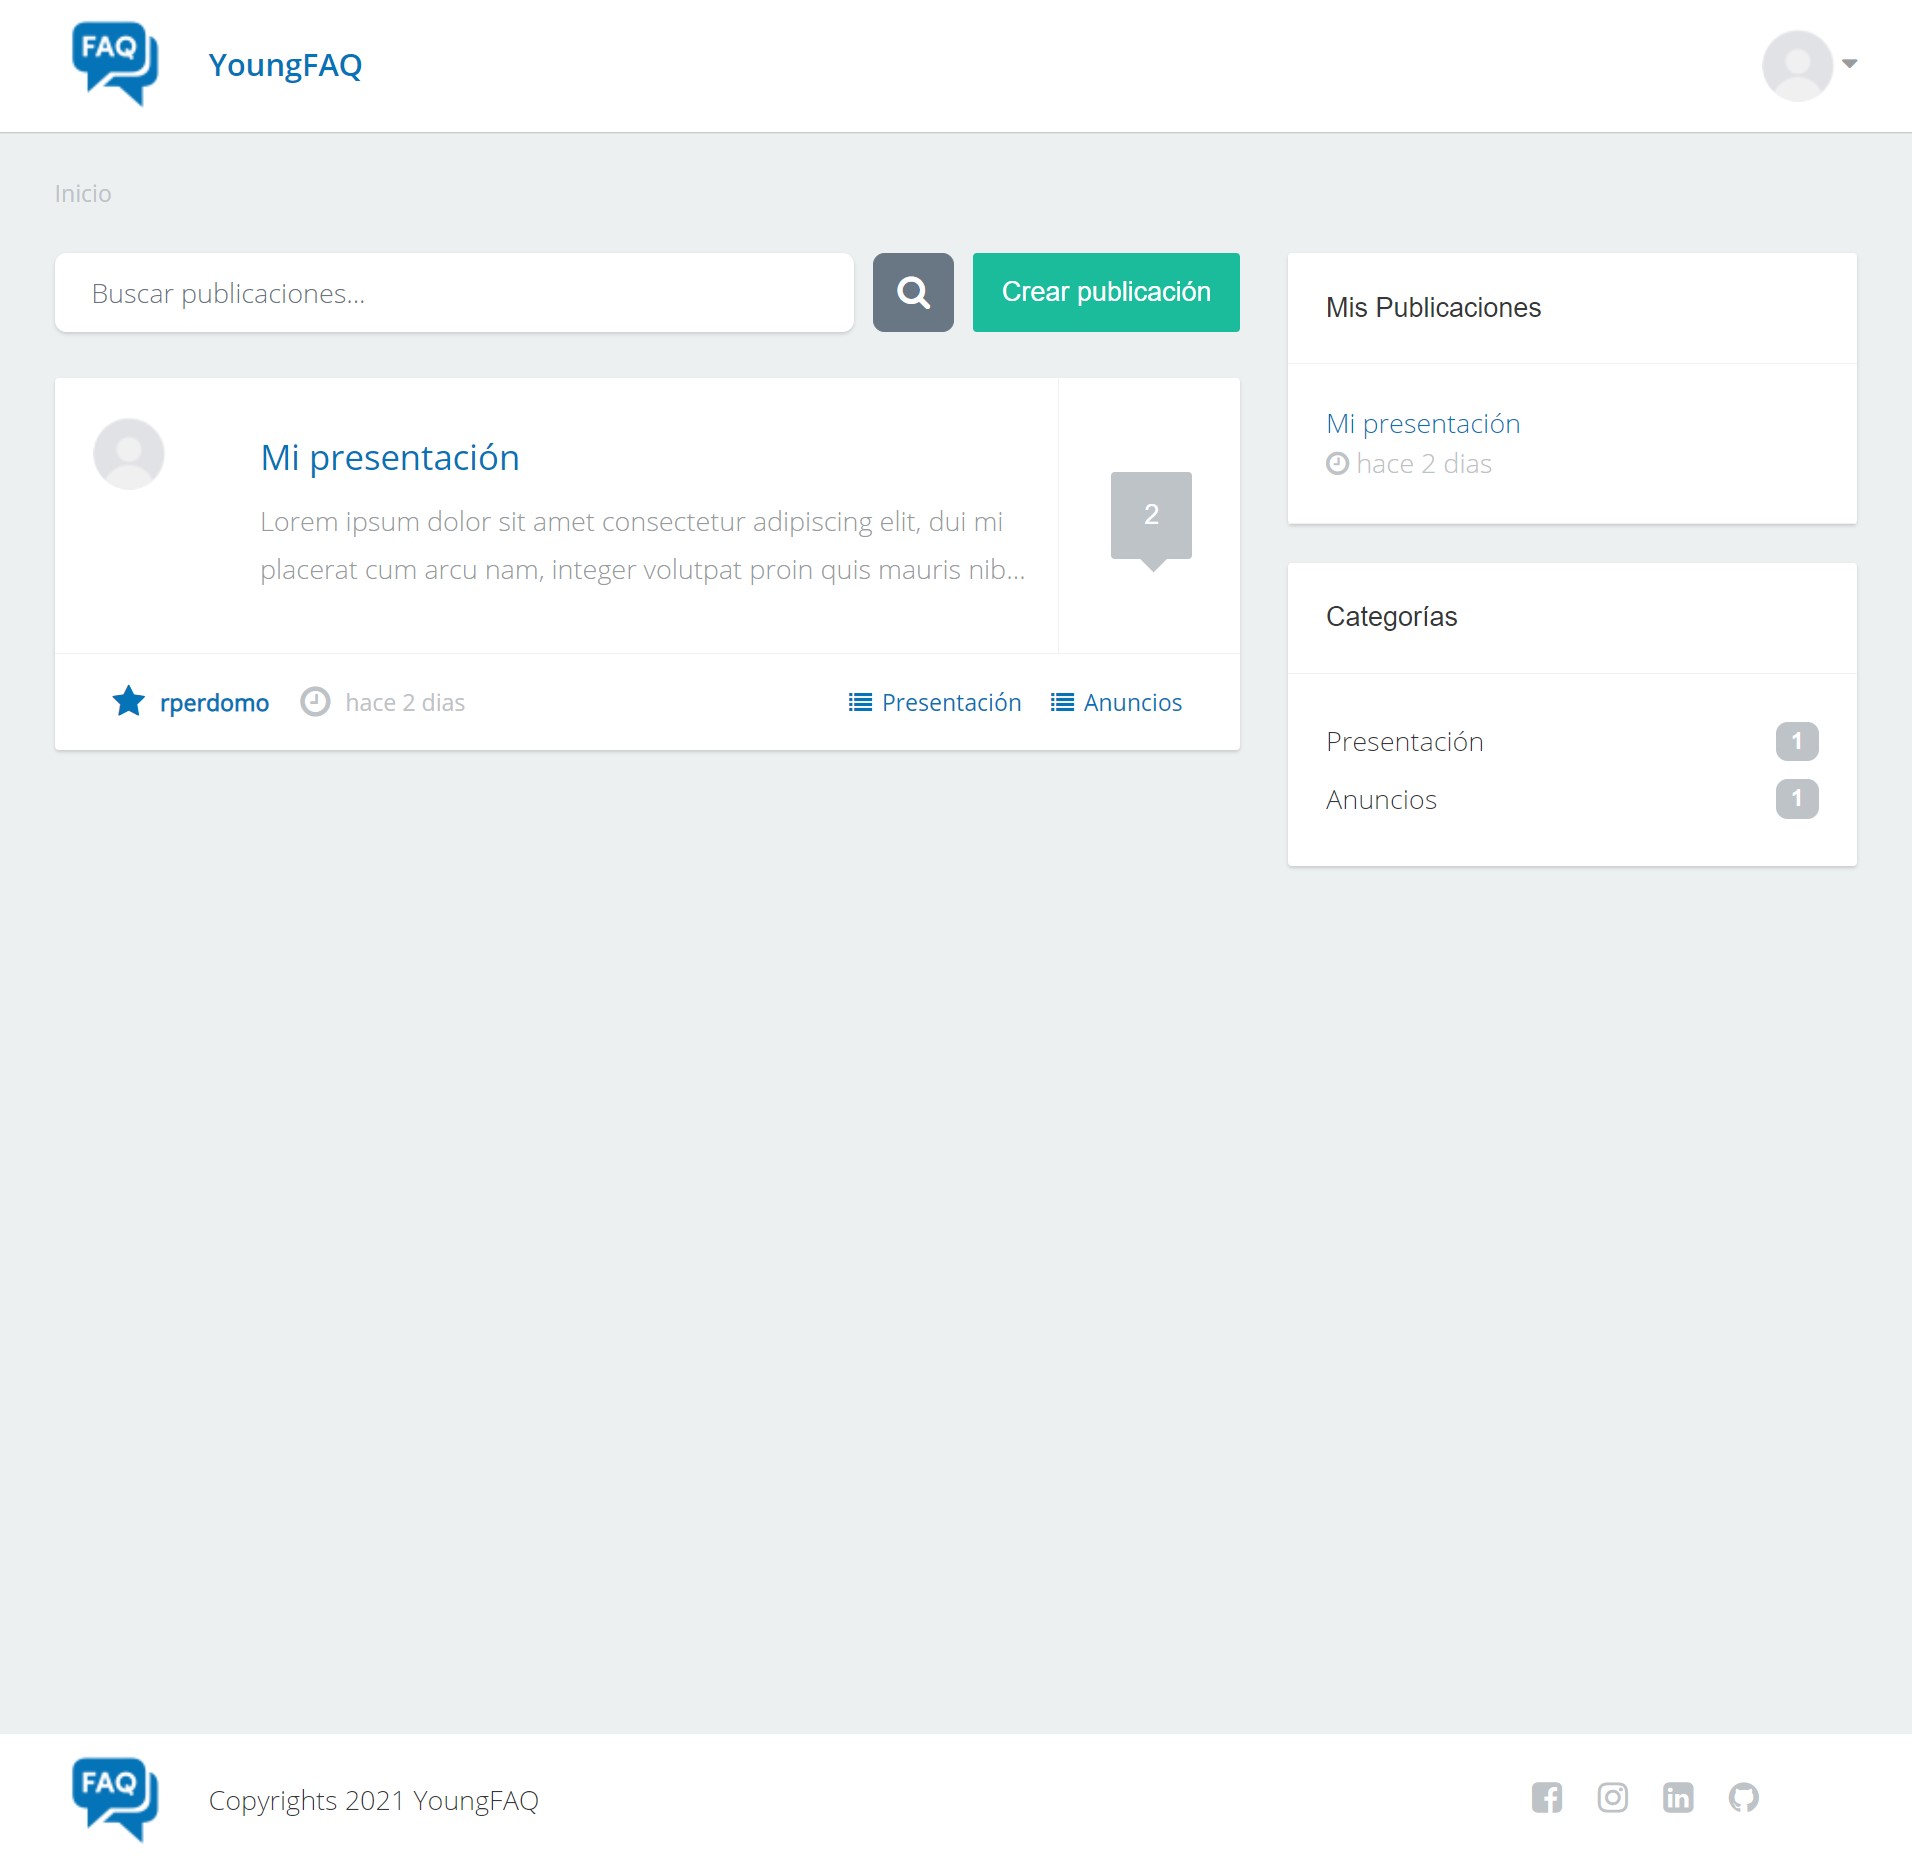 FAQ
YoungFAQ
Inicio
Buscar publicaciones...
Crear publicación
Mi presentación
Lorem ipsum dolor sit amet consectetur adipiscing elit, dui mi
placerat cum arcu nam, integer volutpat proin quis mauris nib...
2
rperdomo
hace 2 dias
Presentación
Anuncios
Mis Publicaciones
Mi presentación
hace 2 dias
Categorías
Presentación 1
Anuncios 1
FAQ
Copyrights 2021 YoungFAQ